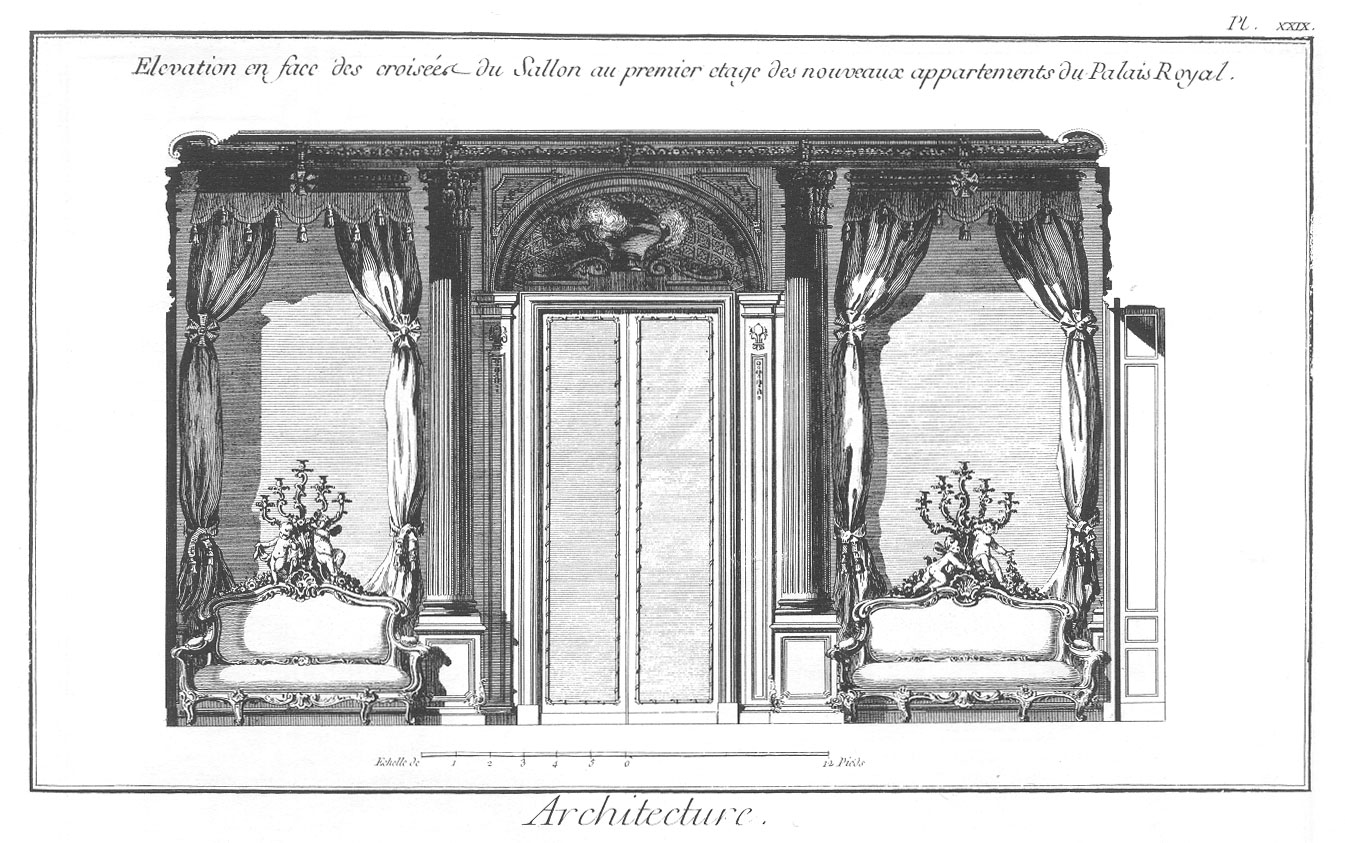 Pl. XXIX.
Elevation en face des croisées du Sallon au premier etage des nouveaux appartements du Palais Royal.
Echelle de 1 2 3 4 5 6 12 Pieds
Architecture.